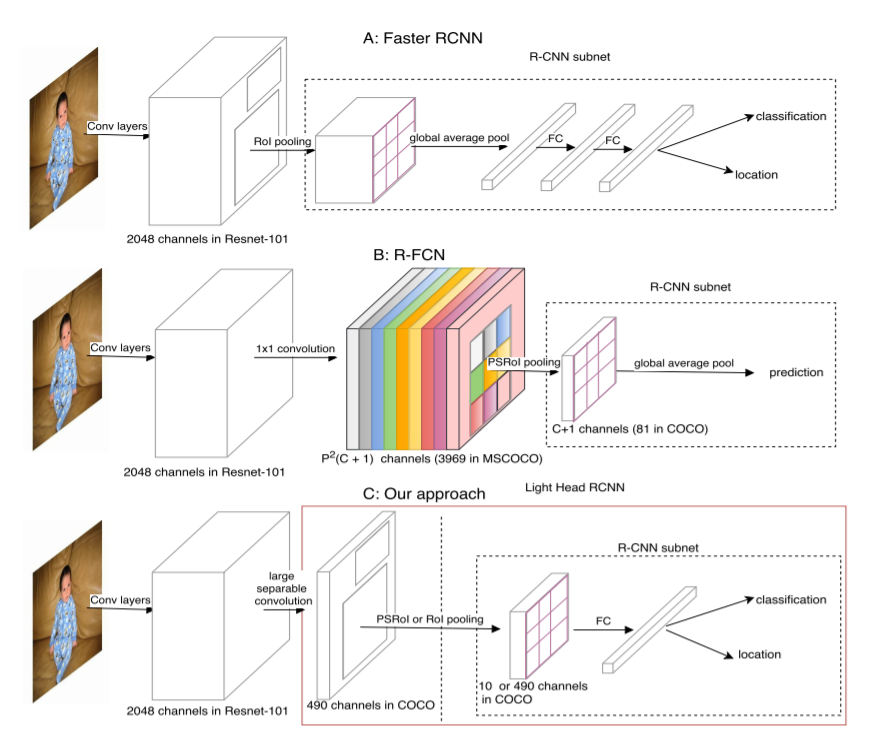 A: Faster RCNN
R-CNN subnet
Conv layers
RoI pooling
global average pool
FC
FC
classification
location
2048 channels in Resnet-101
B: R-FCN
R-CNN subnet
Conv layers
1x1 convolution
PSRoI pooling
global average pool
prediction
C+1 channels (81 in COCO)
P²(C + 1) channels (3969 in MSCOCO)
2048 channels in Resnet-101
C: Our approach
Light Head RCNN
R-CNN subnet
Conv layers
large
separable
convolution
PSRoI or RoI pooling
FC
classification
location
10 or 490 channels
in COCO
490 channels in COCO
2048 channels in Resnet-101